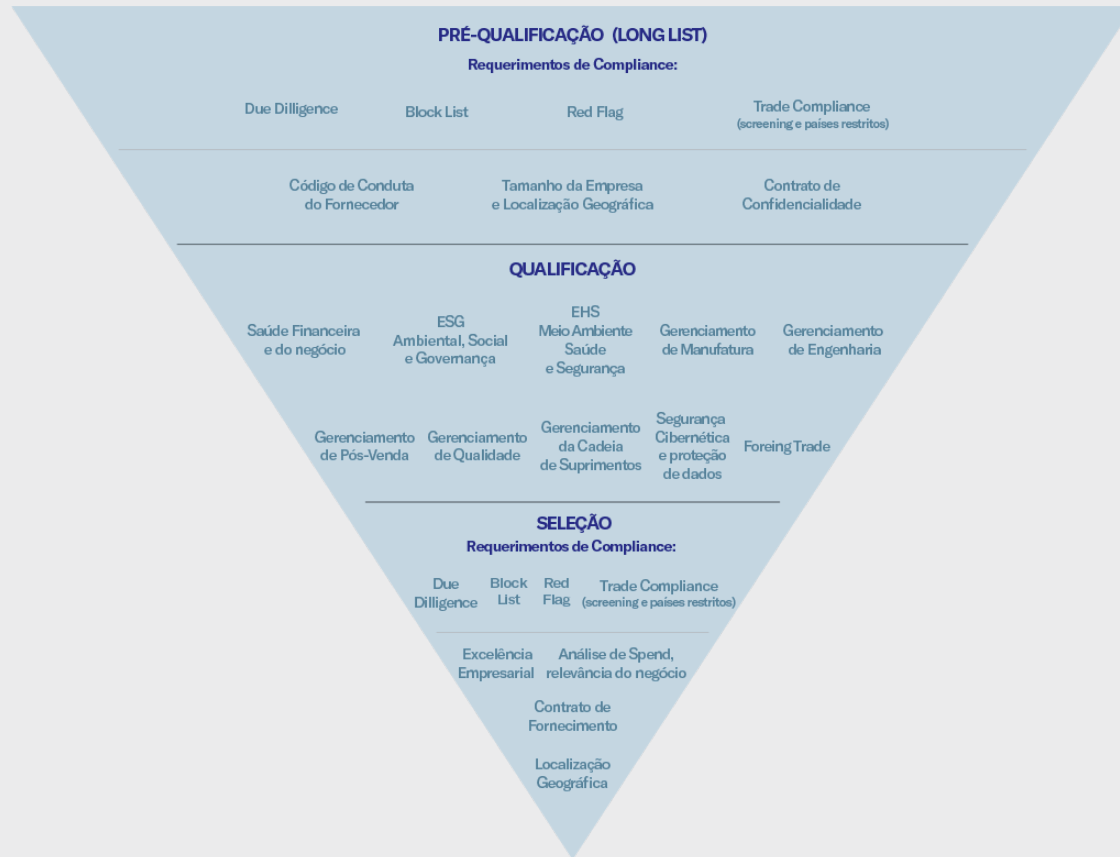 PRÉ-QUALIFICAÇÃO (LONG LIST)
Requerimentos de Compliance:
Due Dilligence
Block List
Red Flag
Trade Compliance
(screening e países restritos)
Código de Conduta
do Fornecedor
Tamanho da Empresa
e Localização Geográfica
Contrato de
Confidencialidade
QUALIFICAÇÃO
Saúde Financeira
e do negócio
ESG
Ambiental, Social
e Governança
EHS
Meio Ambiente
Saúde
e Segurança
Gerenciamento
de Manufatura
Gerenciamento
de Engenharia
Gerenciamento
de Pós-Venda
Gerenciamento
de Qualidade
Gerenciamento
da Cadeia
de Suprimentos
Segurança
Cibernética
e proteção
de dados
Foreing Trade
SELEÇÃO
Requerimentos de Compliance:
Due
Dilligence
Block
List
Red
Flag
Trade Compliance
(screening e países restritos)
Excelência
Empresarial
Análise de Spend,
relevância do negócio
Contrato de
Fornecimento
Localização
Geográfica